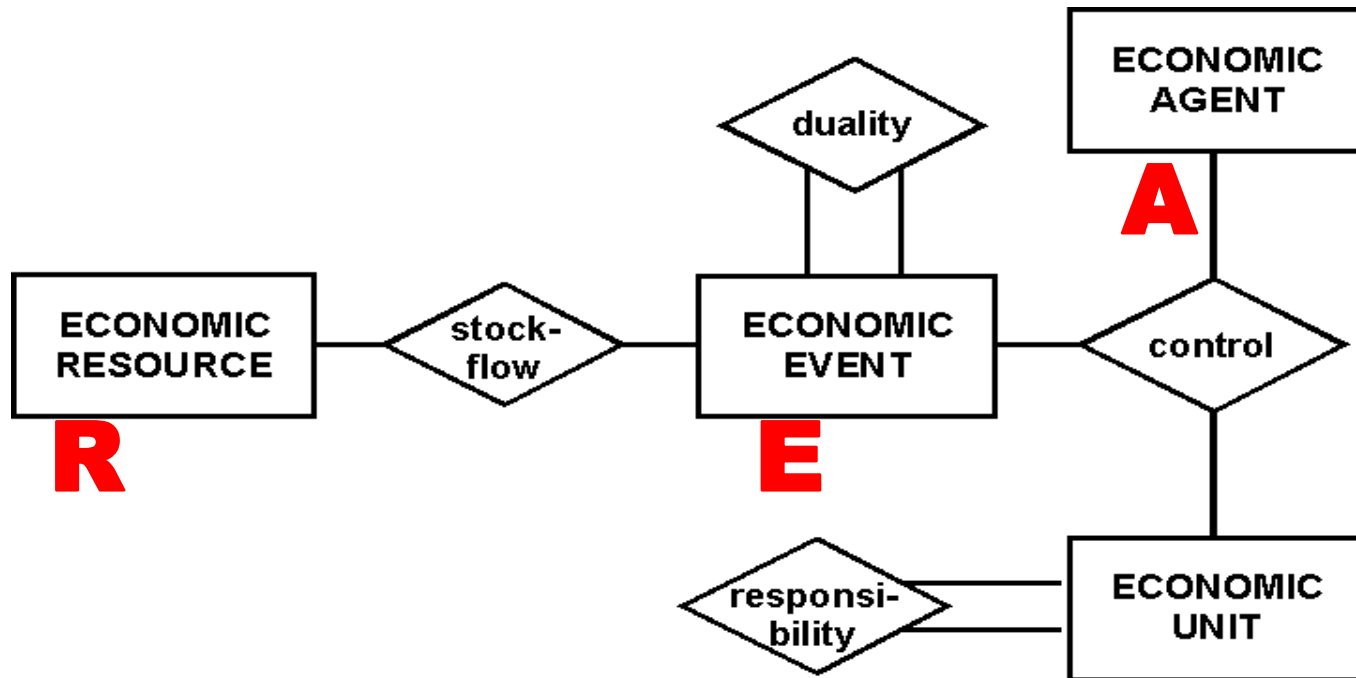 ECONOMIC
AGENT
duality
A
ECONOMIC
RESOURCE
stock-
flow
ECONOMIC
EVENT
control
R
E
responsi-
bility
ECONOMIC
UNIT